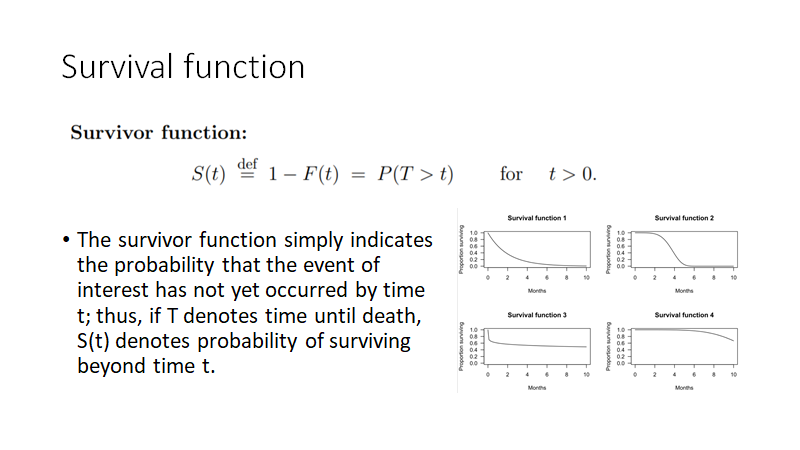 Survival function
Survivor function:
S(t) def= 1 − F(t) = P(T > t) for t > 0.
• The survivor function simply indicates
the probability that the event of
interest has not yet occurred by time
t; thus, if T denotes time until death,
S(t) denotes probability of surviving
beyond time t.
Survival function 1
Proportion surviving
1.0
0.8
0.6
0.4
0.2
0.0
0 2 4 6 8 10
Months
Survival function 2
Proportion surviving
1.0
0.8
0.6
0.4
0.2
0.0
0 2 4 6 8 10
Months
Survival function 3
Proportion surviving
1.0
0.8
0.6
0.4
0.2
0.0
0 2 4 6 8 10
Months
Survival function 4
Proportion surviving
1.0
0.8
0.6
0.4
0.2
0.0
0 2 4 6 8 10
Months